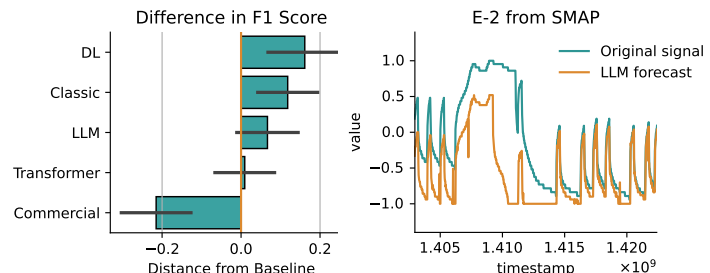 Difference in F1 Score
DL
Classic
LLM
Transformer
Commercial
−0.2 0.0 0.2
Distance from Baseline
E-2 from SMAP
Original signal
LLM forecast
value
1.0
0.5
0.0
−0.5
−1.0
1.405 1.410 1.415 1.420
timestamp
×10⁹